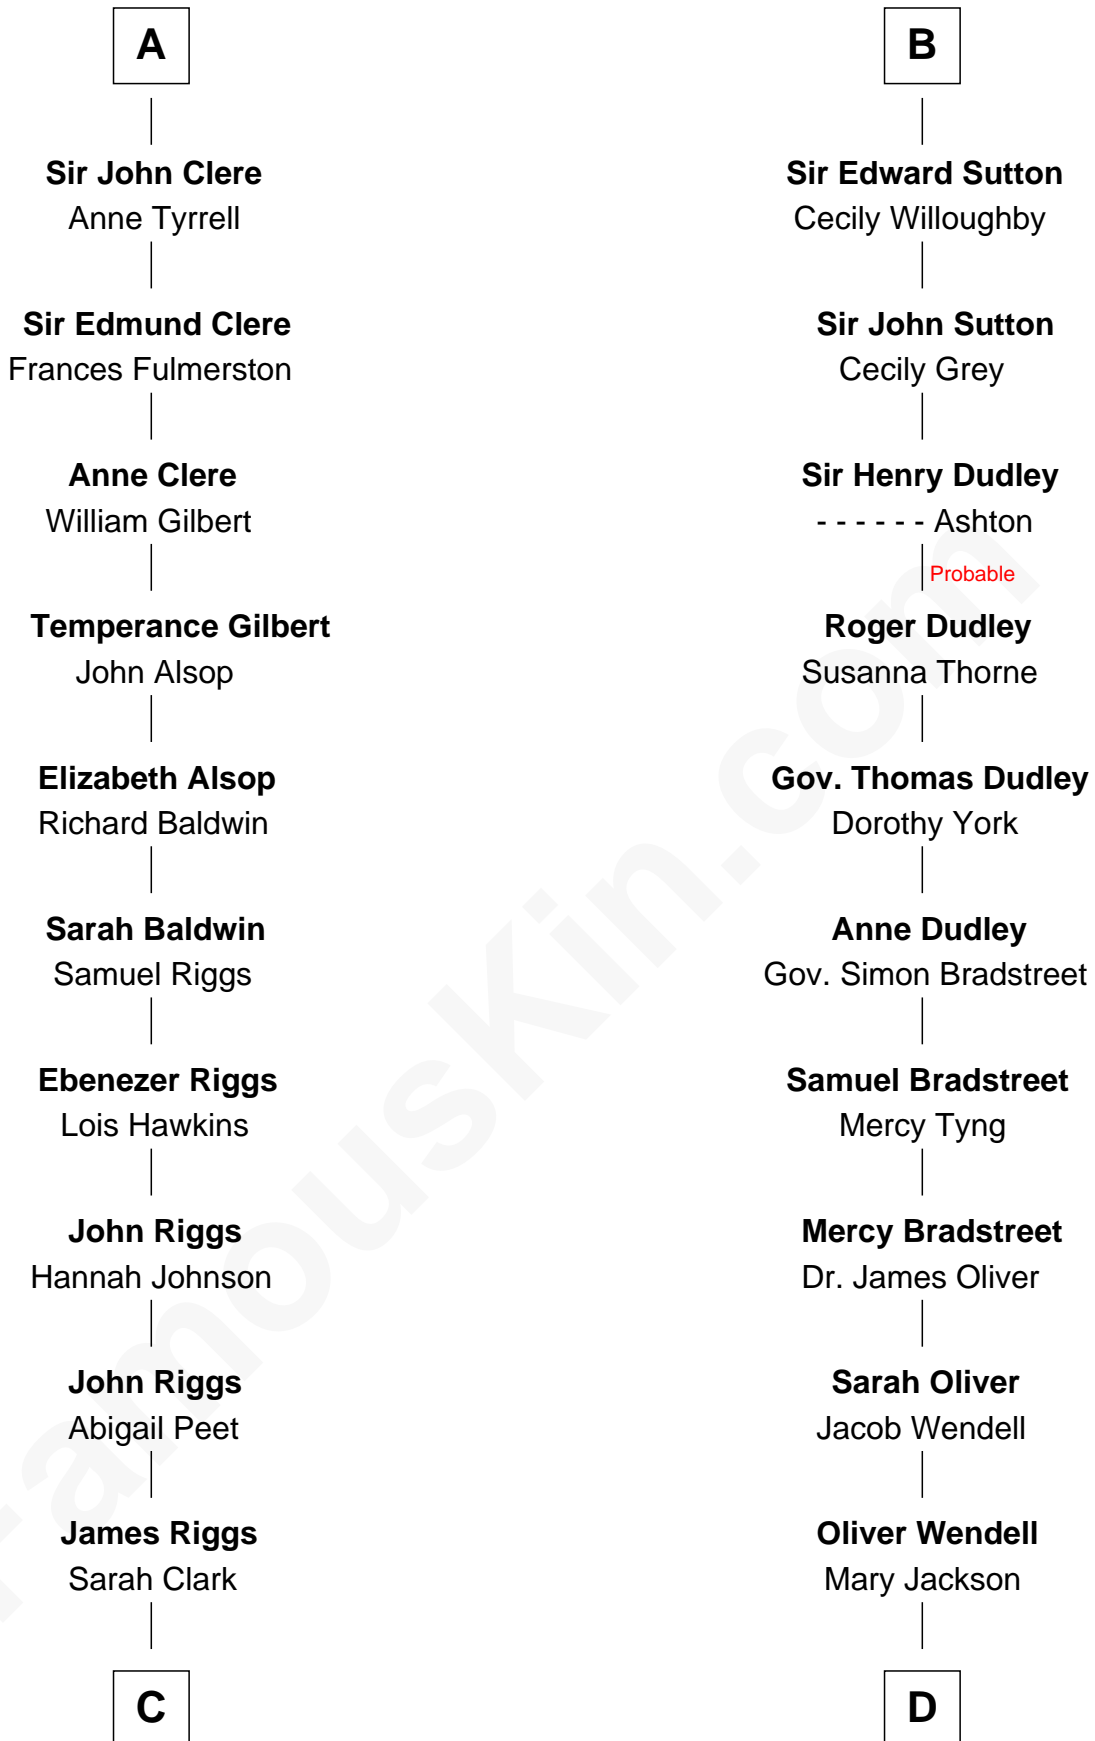 A
Sir John Clere
Anne Tyrrell
Sir Edmund Clere
Frances Fulmerston
Anne Clere
William Gilbert
Temperance Gilbert
John Alsop
Elizabeth Alsop
Richard Baldwin
Sarah Baldwin
Samuel Riggs
Ebenezer Riggs
Lois Hawkins
John Riggs
Hannah Johnson
John Riggs
Abigail Peet
James Riggs
Sarah Clark
C
B
Sir Edward Sutton
Cecily Willoughby
Sir John Sutton
Cecily Grey
Sir Henry Dudley
- - - - - - Ashton
Probable
Roger Dudley
Susanna Thorne
Gov. Thomas Dudley
Dorothy York
Anne Dudley
Gov. Simon Bradstreet
Samuel Bradstreet
Mercy Tyng
Mercy Bradstreet
Dr. James Oliver
Sarah Oliver
Jacob Wendell
Oliver Wendell
Mary Jackson
D
FamousKin.com